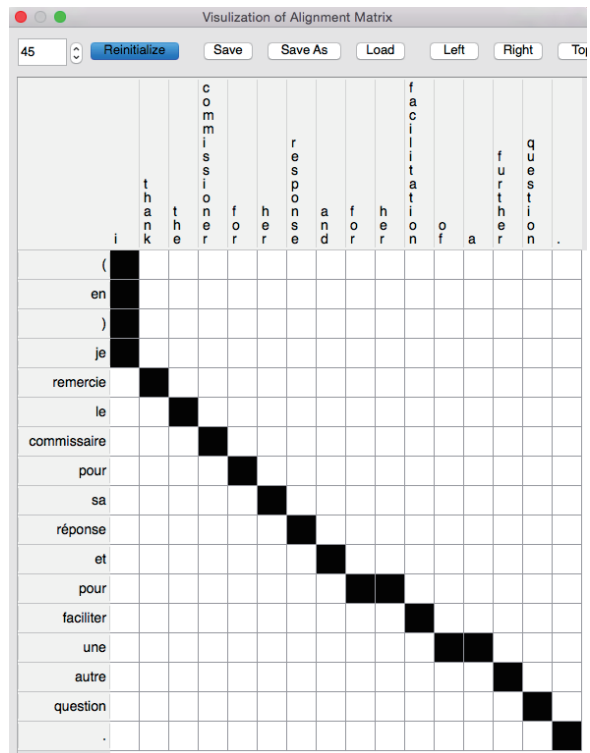 Visulization of Alignment Matrix
45 Reinitialize Save Save As Load Left Right Top
i thank the commissioner for her response and for her facilitation of a further question .
(
en
)
je
remercie
le
commissaire
pour
sa
réponse
et
pour
faciliter
une
autre
question
.